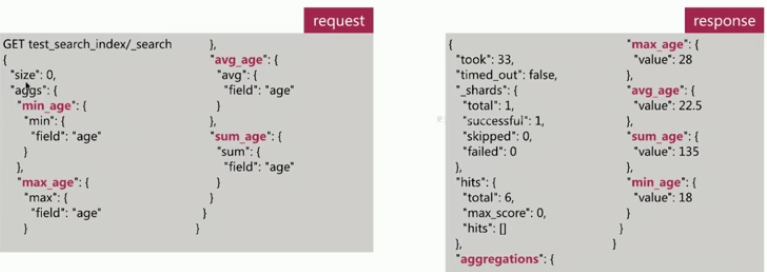 request
GET test_search_index/_search
{
"size": 0,
"aggs": {
"min_age": {
"min": {
"field": "age"
}
},
"max_age": {
"max": {
"field": "age"
}
},
"avg_age": {
"avg": {
"field": "age"
}
},
"sum_age": {
"sum": {
"field": "age"
}
}
}
}
response
{
"took": 33,
"timed_out": false,
"_shards": {
"total": 1,
"successful": 1,
"skipped": 0,
"failed": 0
},
"hits": {
"total": 6,
"max_score": 0,
"hits": []
},
"aggregations": {
"max_age": {
"value": 28
},
"avg_age": {
"value": 22.5
},
"sum_age": {
"value": 135
},
"min_age": {
"value": 18
}
}
}